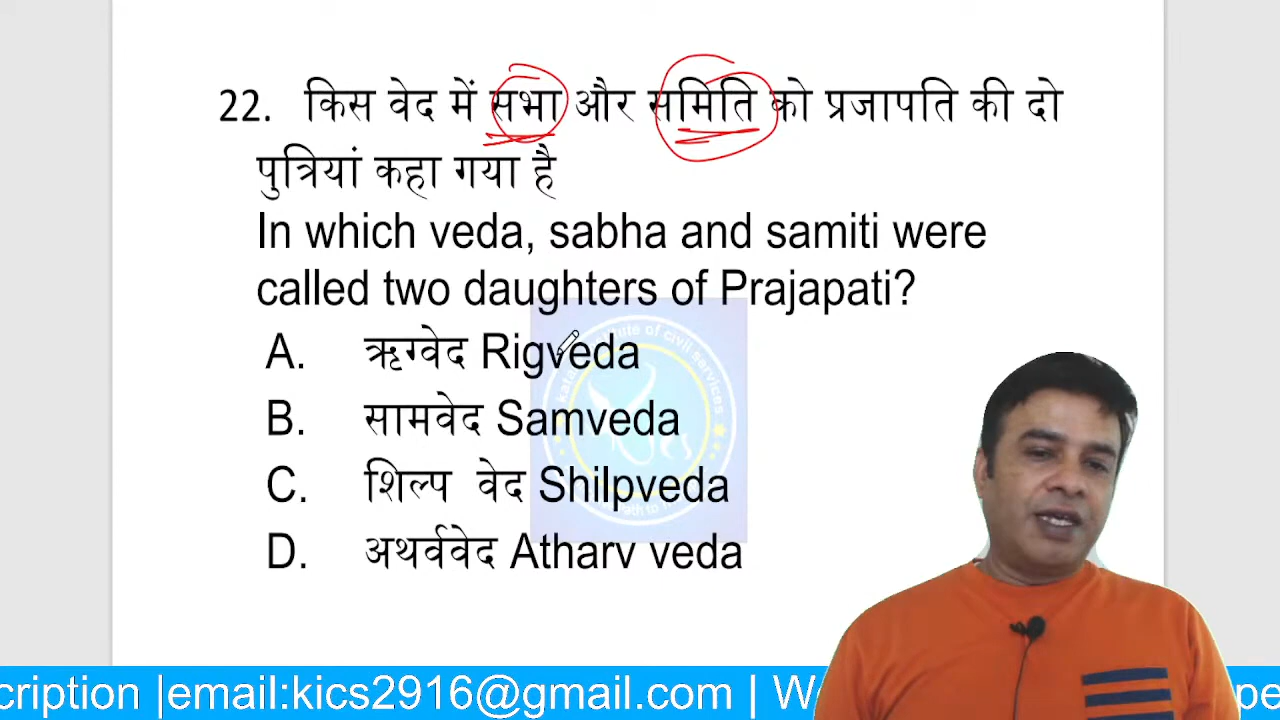 22. किस वेद में सभा और समिति को प्रजापति की दो
पुत्रियां कहा गया है
In which veda, sabha and samiti were
called two daughters of Prajapati?
A. ऋग्वेद Rigveda
B. सामवेद Samveda
C. शिल्प वेद Shilpveda
D. अथर्ववेद Atharv veda
cription |email:kics2916@gmail.com | W